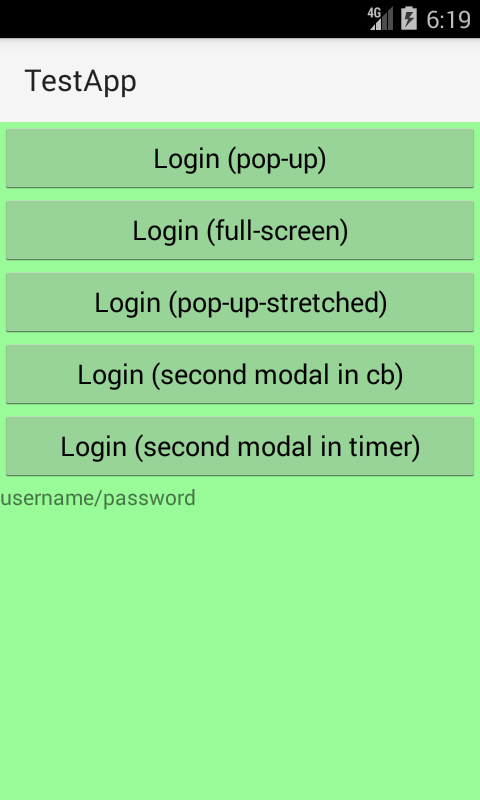 4G 6:19
TestApp
Login (pop-up)
Login (full-screen)
Login (pop-up-stretched)
Login (second modal in cb)
Login (second modal in timer)
username/password